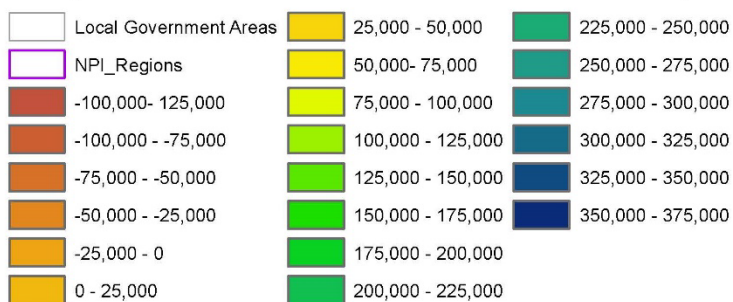 Local Government Areas
NPI_Regions
-100,000- 125,000
-100,000 - -75,000
-75,000 - -50,000
-50,000 - -25,000
-25,000 - 0
0 - 25,000
25,000 - 50,000
50,000- 75,000
75,000 - 100,000
100,000 - 125,000
125,000 - 150,000
150,000 - 175,000
175,000 - 200,000
200,000 - 225,000
225,000 - 250,000
250,000 - 275,000
275,000 - 300,000
300,000 - 325,000
325,000 - 350,000
350,000 - 375,000